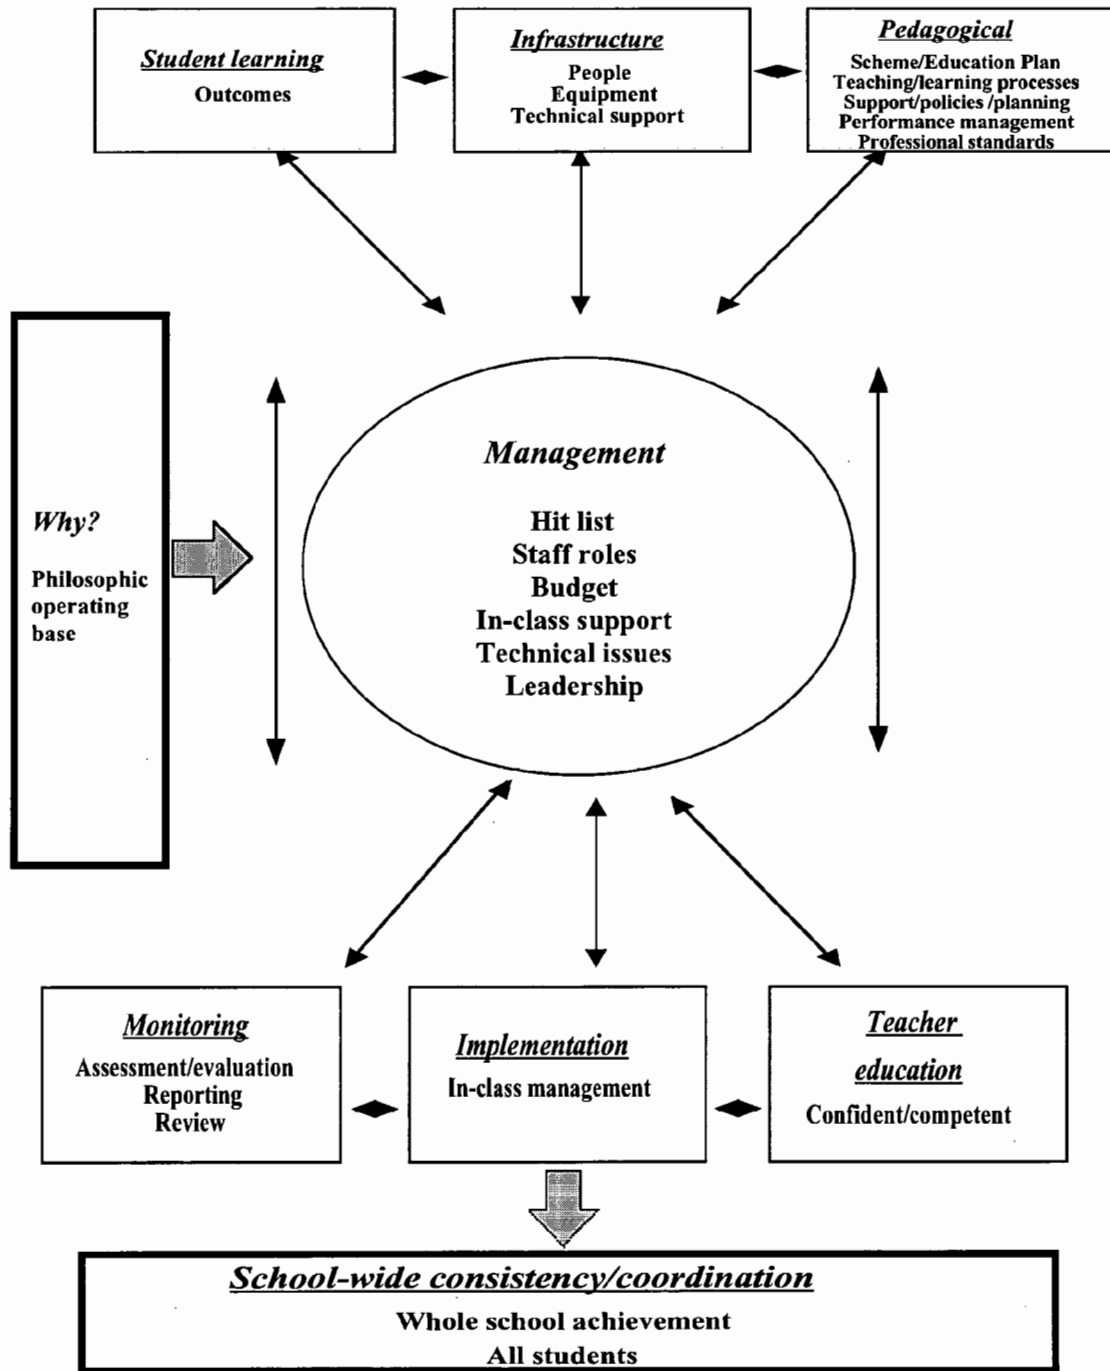 Student learning
Outcomes
Infrastructure
People
Equipment
Technical support
Pedagogical
Scheme/Education Plan
Teaching/learning processes
Support/policies /planning
Performance management
Professional standards
Why?
Philosophic
operating
base
Management
Hit list
Staff roles
Budget
In-class support
Technical issues
Leadership
Monitoring
Assessment/evaluation
Reporting
Review
Implementation
In-class management
Teacher
education
Confident/competent
School-wide consistency/coordination
Whole school achievement
All students